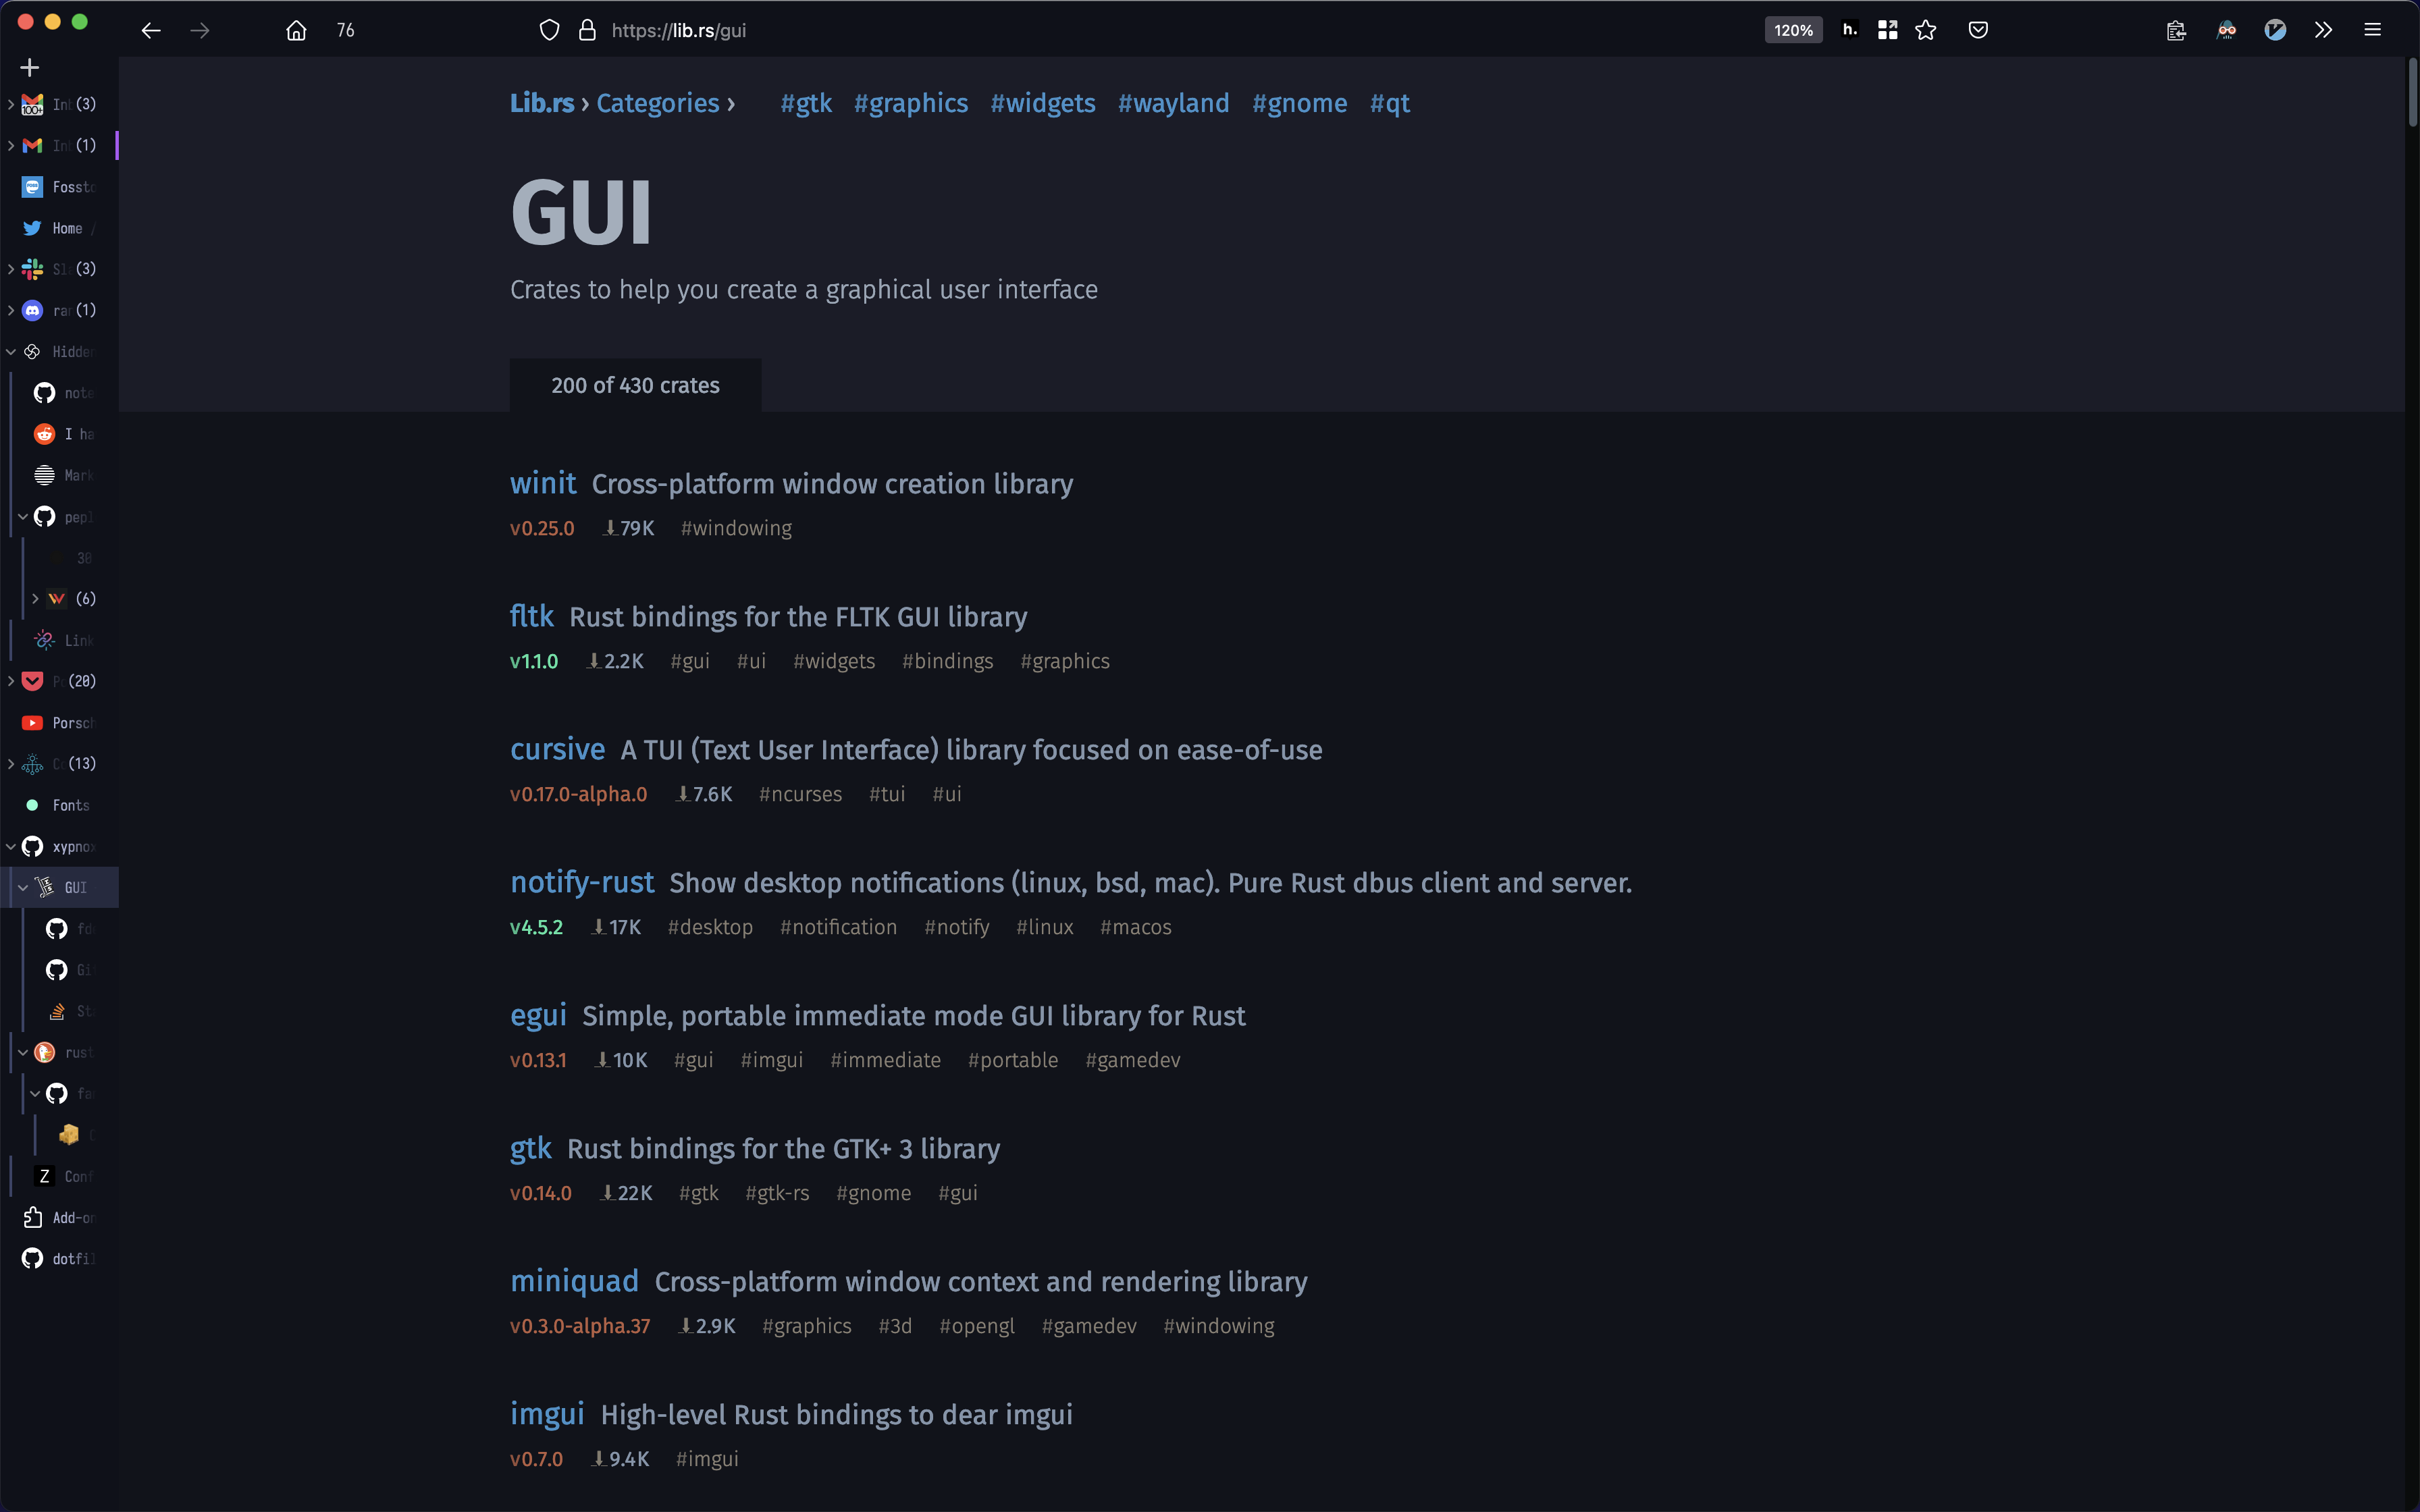 76
https://lib.rs/gui
120%
h.
(3)
(1)
Fosst
Home /
(3)
(1)
Hidde
note
I ha
Mark
pepl
30
(6)
Link
(20)
Porsch
(13)
Fonts
xypno
GUI
rust
Conf
Add-on
dotfil
Lib.rs › Categories › #gtk #graphics #widgets #wayland #gnome #qt
GUI
Crates to help you create a graphical user interface
200 of 430 crates
winit Cross-platform window creation library
v0.25.0 79K #windowing
fltk Rust bindings for the FLTK GUI library
v1.1.0 2.2K #gui #ui #widgets #bindings #graphics
cursive A TUI (Text User Interface) library focused on ease-of-use
v0.17.0-alpha.0 7.6K #ncurses #tui #ui
notify-rust Show desktop notifications (linux, bsd, mac). Pure Rust dbus client and server.
v4.5.2 17K #desktop #notification #notify #linux #macos
egui Simple, portable immediate mode GUI library for Rust
v0.13.1 10K #gui #imgui #immediate #portable #gamedev
gtk Rust bindings for the GTK+ 3 library
v0.14.0 22K #gtk #gtk-rs #gnome #gui
miniquad Cross-platform window context and rendering library
v0.3.0-alpha.37 2.9K #graphics #3d #opengl #gamedev #windowing
imgui High-level Rust bindings to dear imgui
v0.7.0 9.4K #imgui